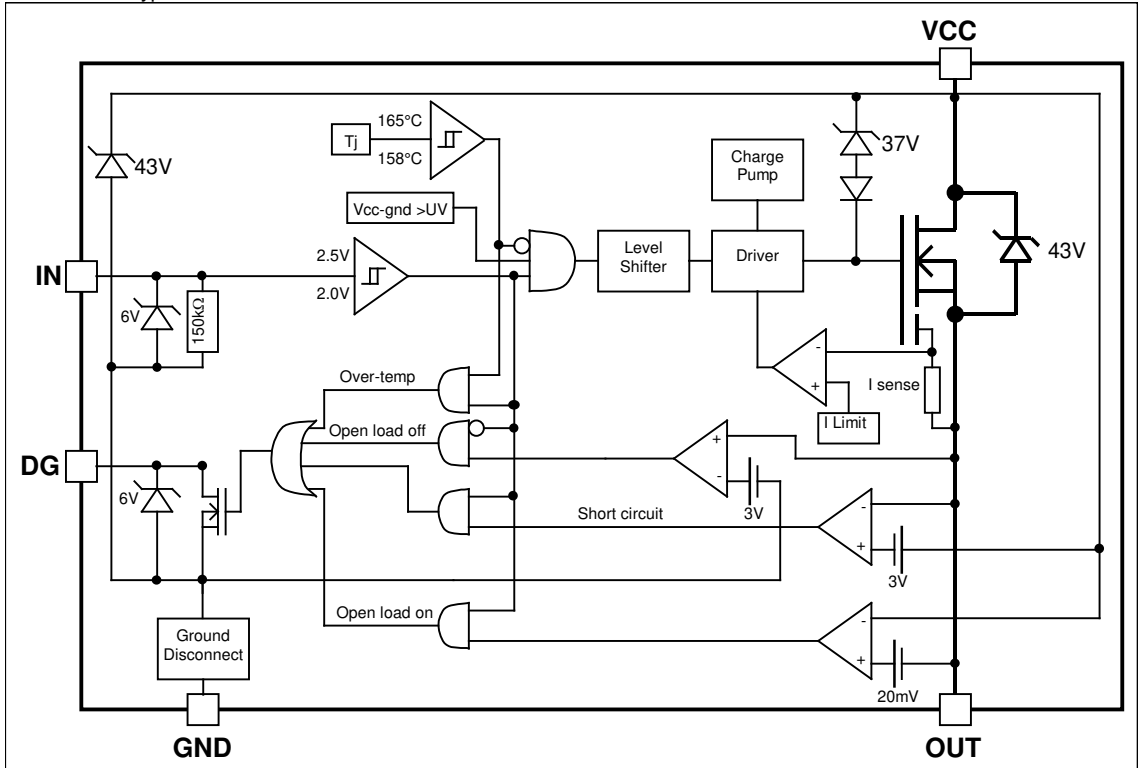 VCC
165°C
Tj
158°C
43V
37V
Charge
Pump
Vcc-gnd >UV
2.5V
2.0V
Level
Shifter
Driver
43V
IN
6V
150kΩ
-
+
I sense
I Limit
Over-temp
Open load off
+
-
3V
DG
6V
Short circuit
-
+
3V
Open load on
-
+
20mV
Ground
Disconnect
GND
OUT